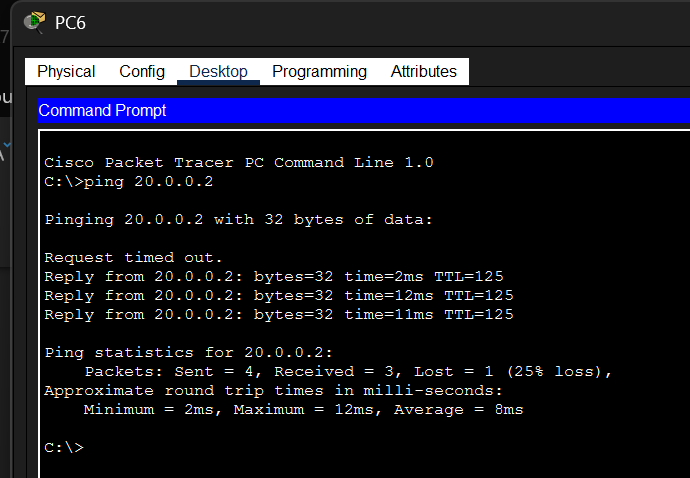 PC6
Physical Config Desktop Programming Attributes
Command Prompt
Cisco Packet Tracer PC Command Line 1.0
C:\>ping 20.0.0.2
Pinging 20.0.0.2 with 32 bytes of data:
Request timed out.
Reply from 20.0.0.2: bytes=32 time=2ms TTL=125
Reply from 20.0.0.2: bytes=32 time=12ms TTL=125
Reply from 20.0.0.2: bytes=32 time=11ms TTL=125
Ping statistics for 20.0.0.2:
Packets: Sent = 4, Received = 3, Lost = 1 (25% loss),
Approximate round trip times in milli-seconds:
Minimum = 2ms, Maximum = 12ms, Average = 8ms
C:\>